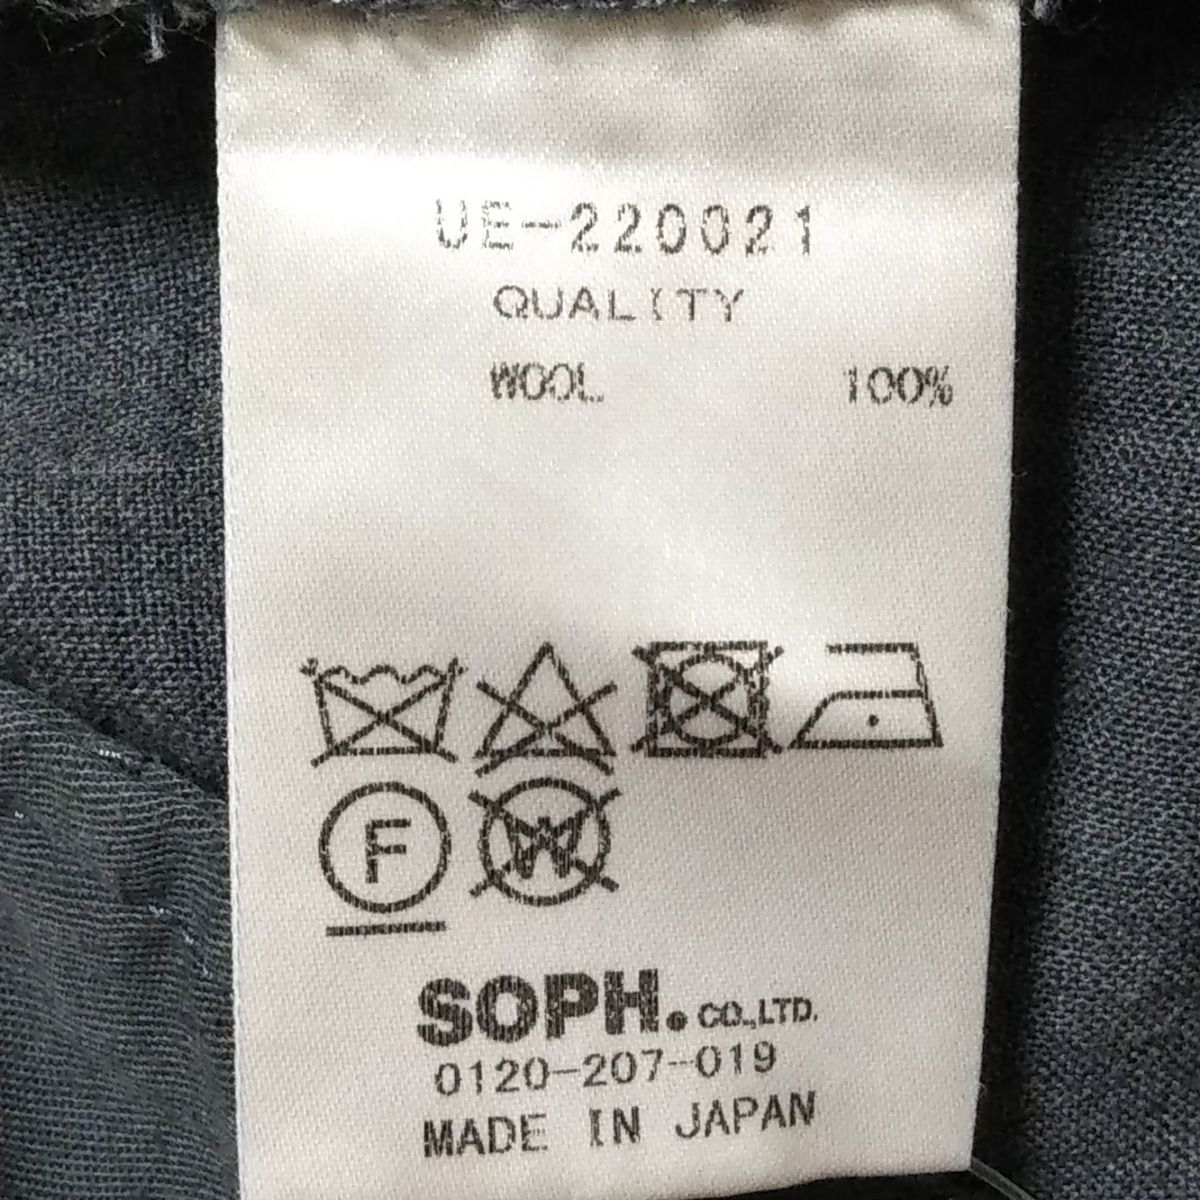 UE-220021
QUALITY
WOOL 100%
F W
SOPH. CO.,LTD.
0120-207-019
MADE IN JAPAN